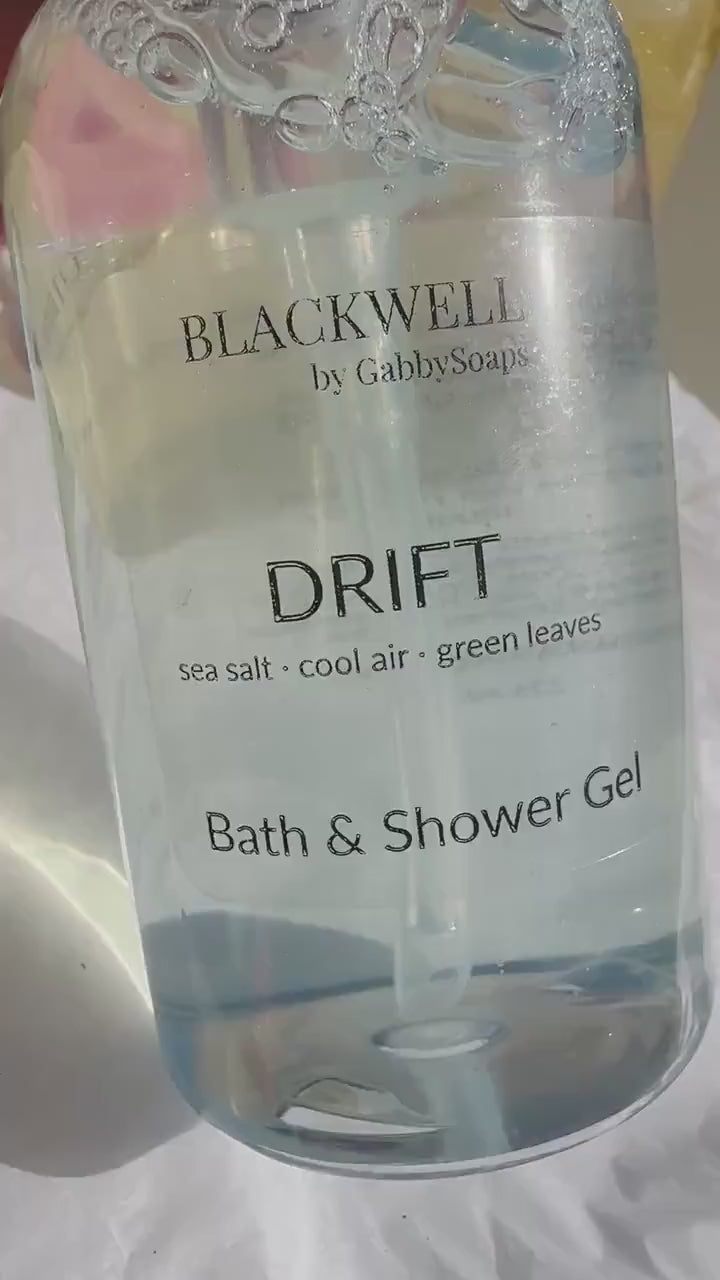 BLACKWELL
by GabbySoaps
DRIFT
sea salt ∘ cool air ∘ green leaves
Bath & Shower Gel